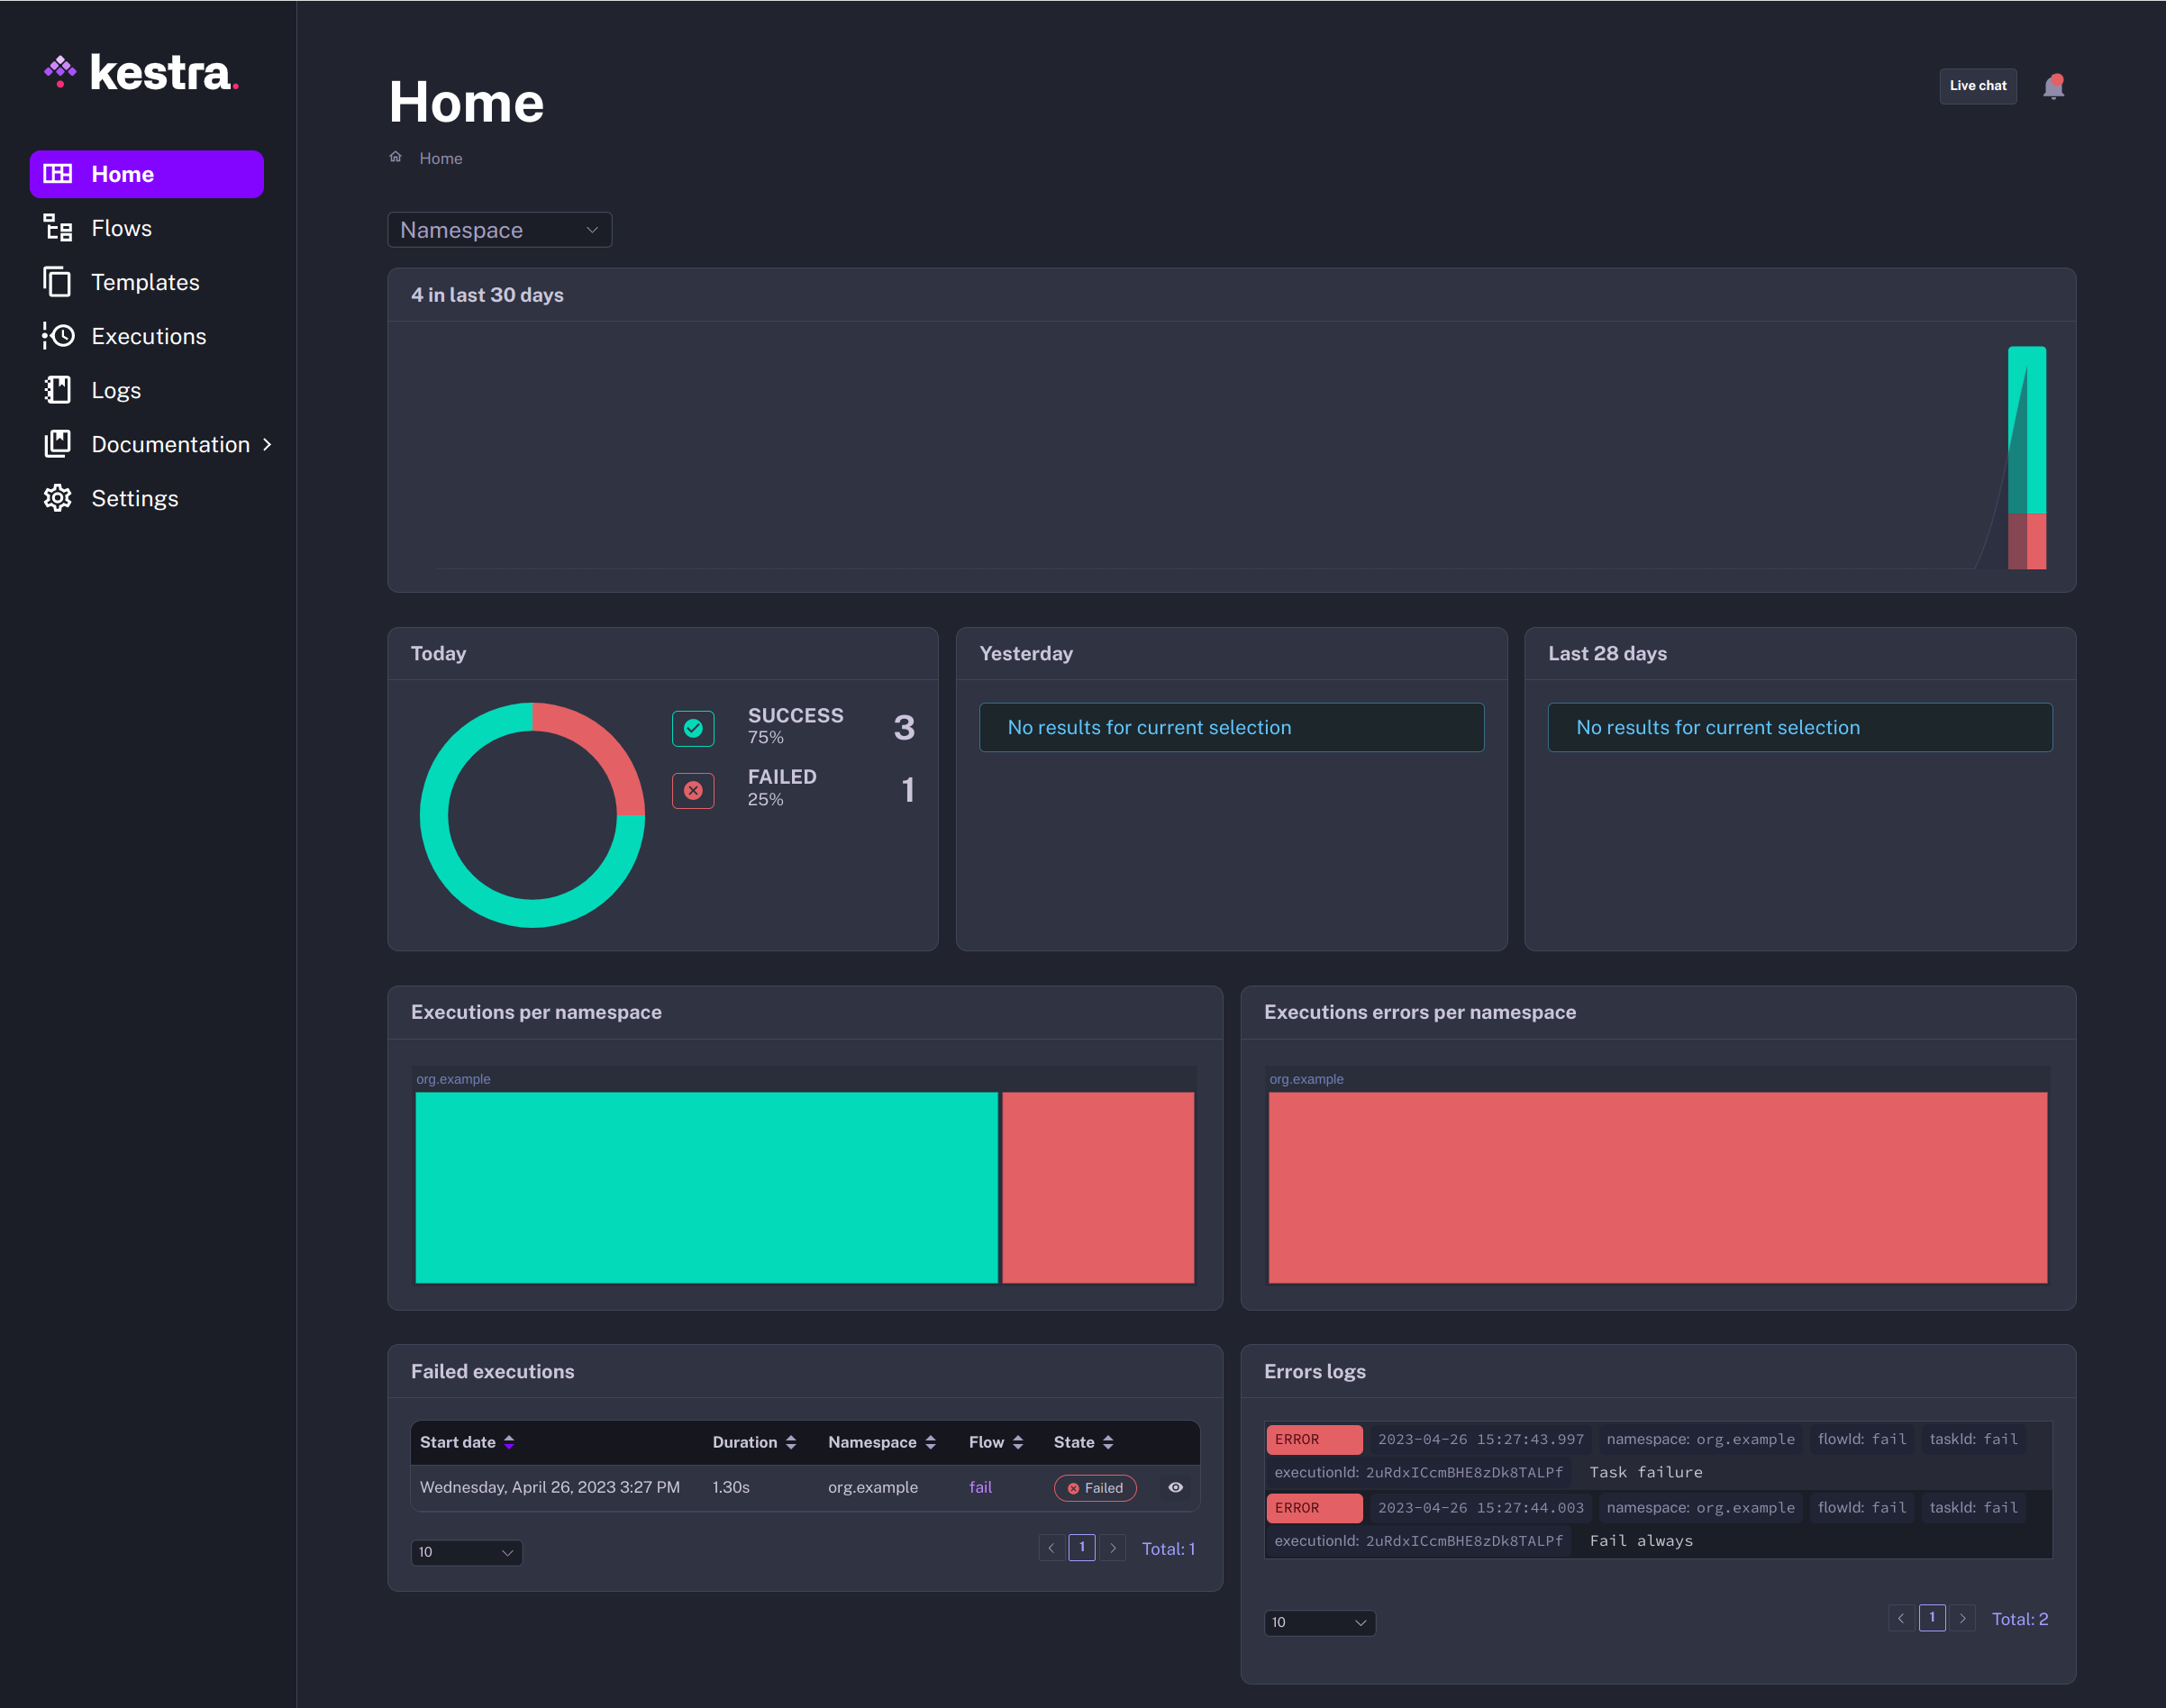 kestra.
Home
Flows
Templates
Executions
Logs
Documentation
Settings
Home
Live chat
Home
Namespace
4 in last 30 days
Today
SUCCESS
75%
3
FAILED
25%
1
Yesterday
No results for current selection
Last 28 days
No results for current selection
Executions per namespace
org.example
Executions errors per namespace
org.example
Failed executions
Start date Duration Namespace Flow State
Wednesday, April 26, 2023 3:27 PM 1.30s org.example fail Failed
10
1 Total: 1
Errors logs
ERROR 2023-04-26 15:27:43.997 namespace: org.example flowId: fail taskId: fail
executionId: 2uRdxICcmBHE8zDk8TALPf Task failure
ERROR 2023-04-26 15:27:44.003 namespace: org.example flowId: fail taskId: fail
executionId: 2uRdxICcmBHE8zDk8TALPf Fail always
10
1 Total: 2